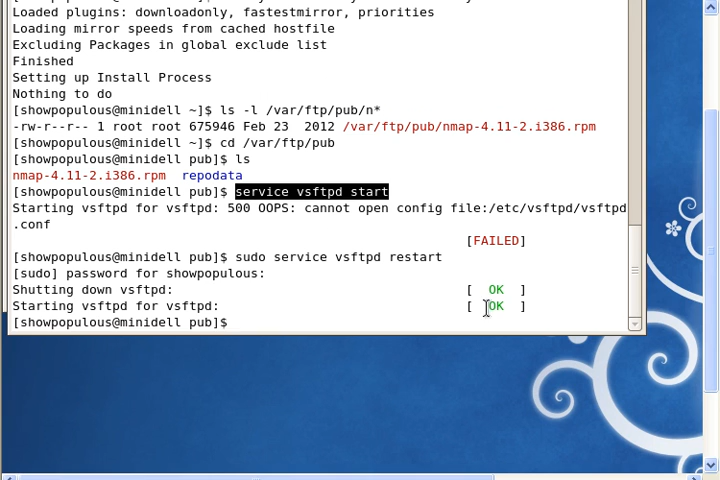 Loaded plugins: downloadonly, fastestmirror, priorities
Loading mirror speeds from cached hostfile
Excluding Packages in global exclude list
Finished
Setting up Install Process
Nothing to do
[showpopulous@minidell ~]$ ls -l /var/ftp/pub/n*
-rw-r--r-- 1 root root 675946 Feb 23  2012 /var/ftp/pub/nmap-4.11-2.i386.rpm
[showpopulous@minidell ~]$ cd /var/ftp/pub
[showpopulous@minidell pub]$ ls
nmap-4.11-2.i386.rpm  repodata
[showpopulous@minidell pub]$ service vsftpd start
Starting vsftpd for vsftpd: 500 OOPS: cannot open config file:/etc/vsftpd/vsftpd
.conf
[FAILED]
[showpopulous@minidell pub]$ sudo service vsftpd restart
[sudo] password for showpopulous:
Shutting down vsftpd: [  OK  ]
Starting vsftpd for vsftpd: [  OK  ]
[showpopulous@minidell pub]$